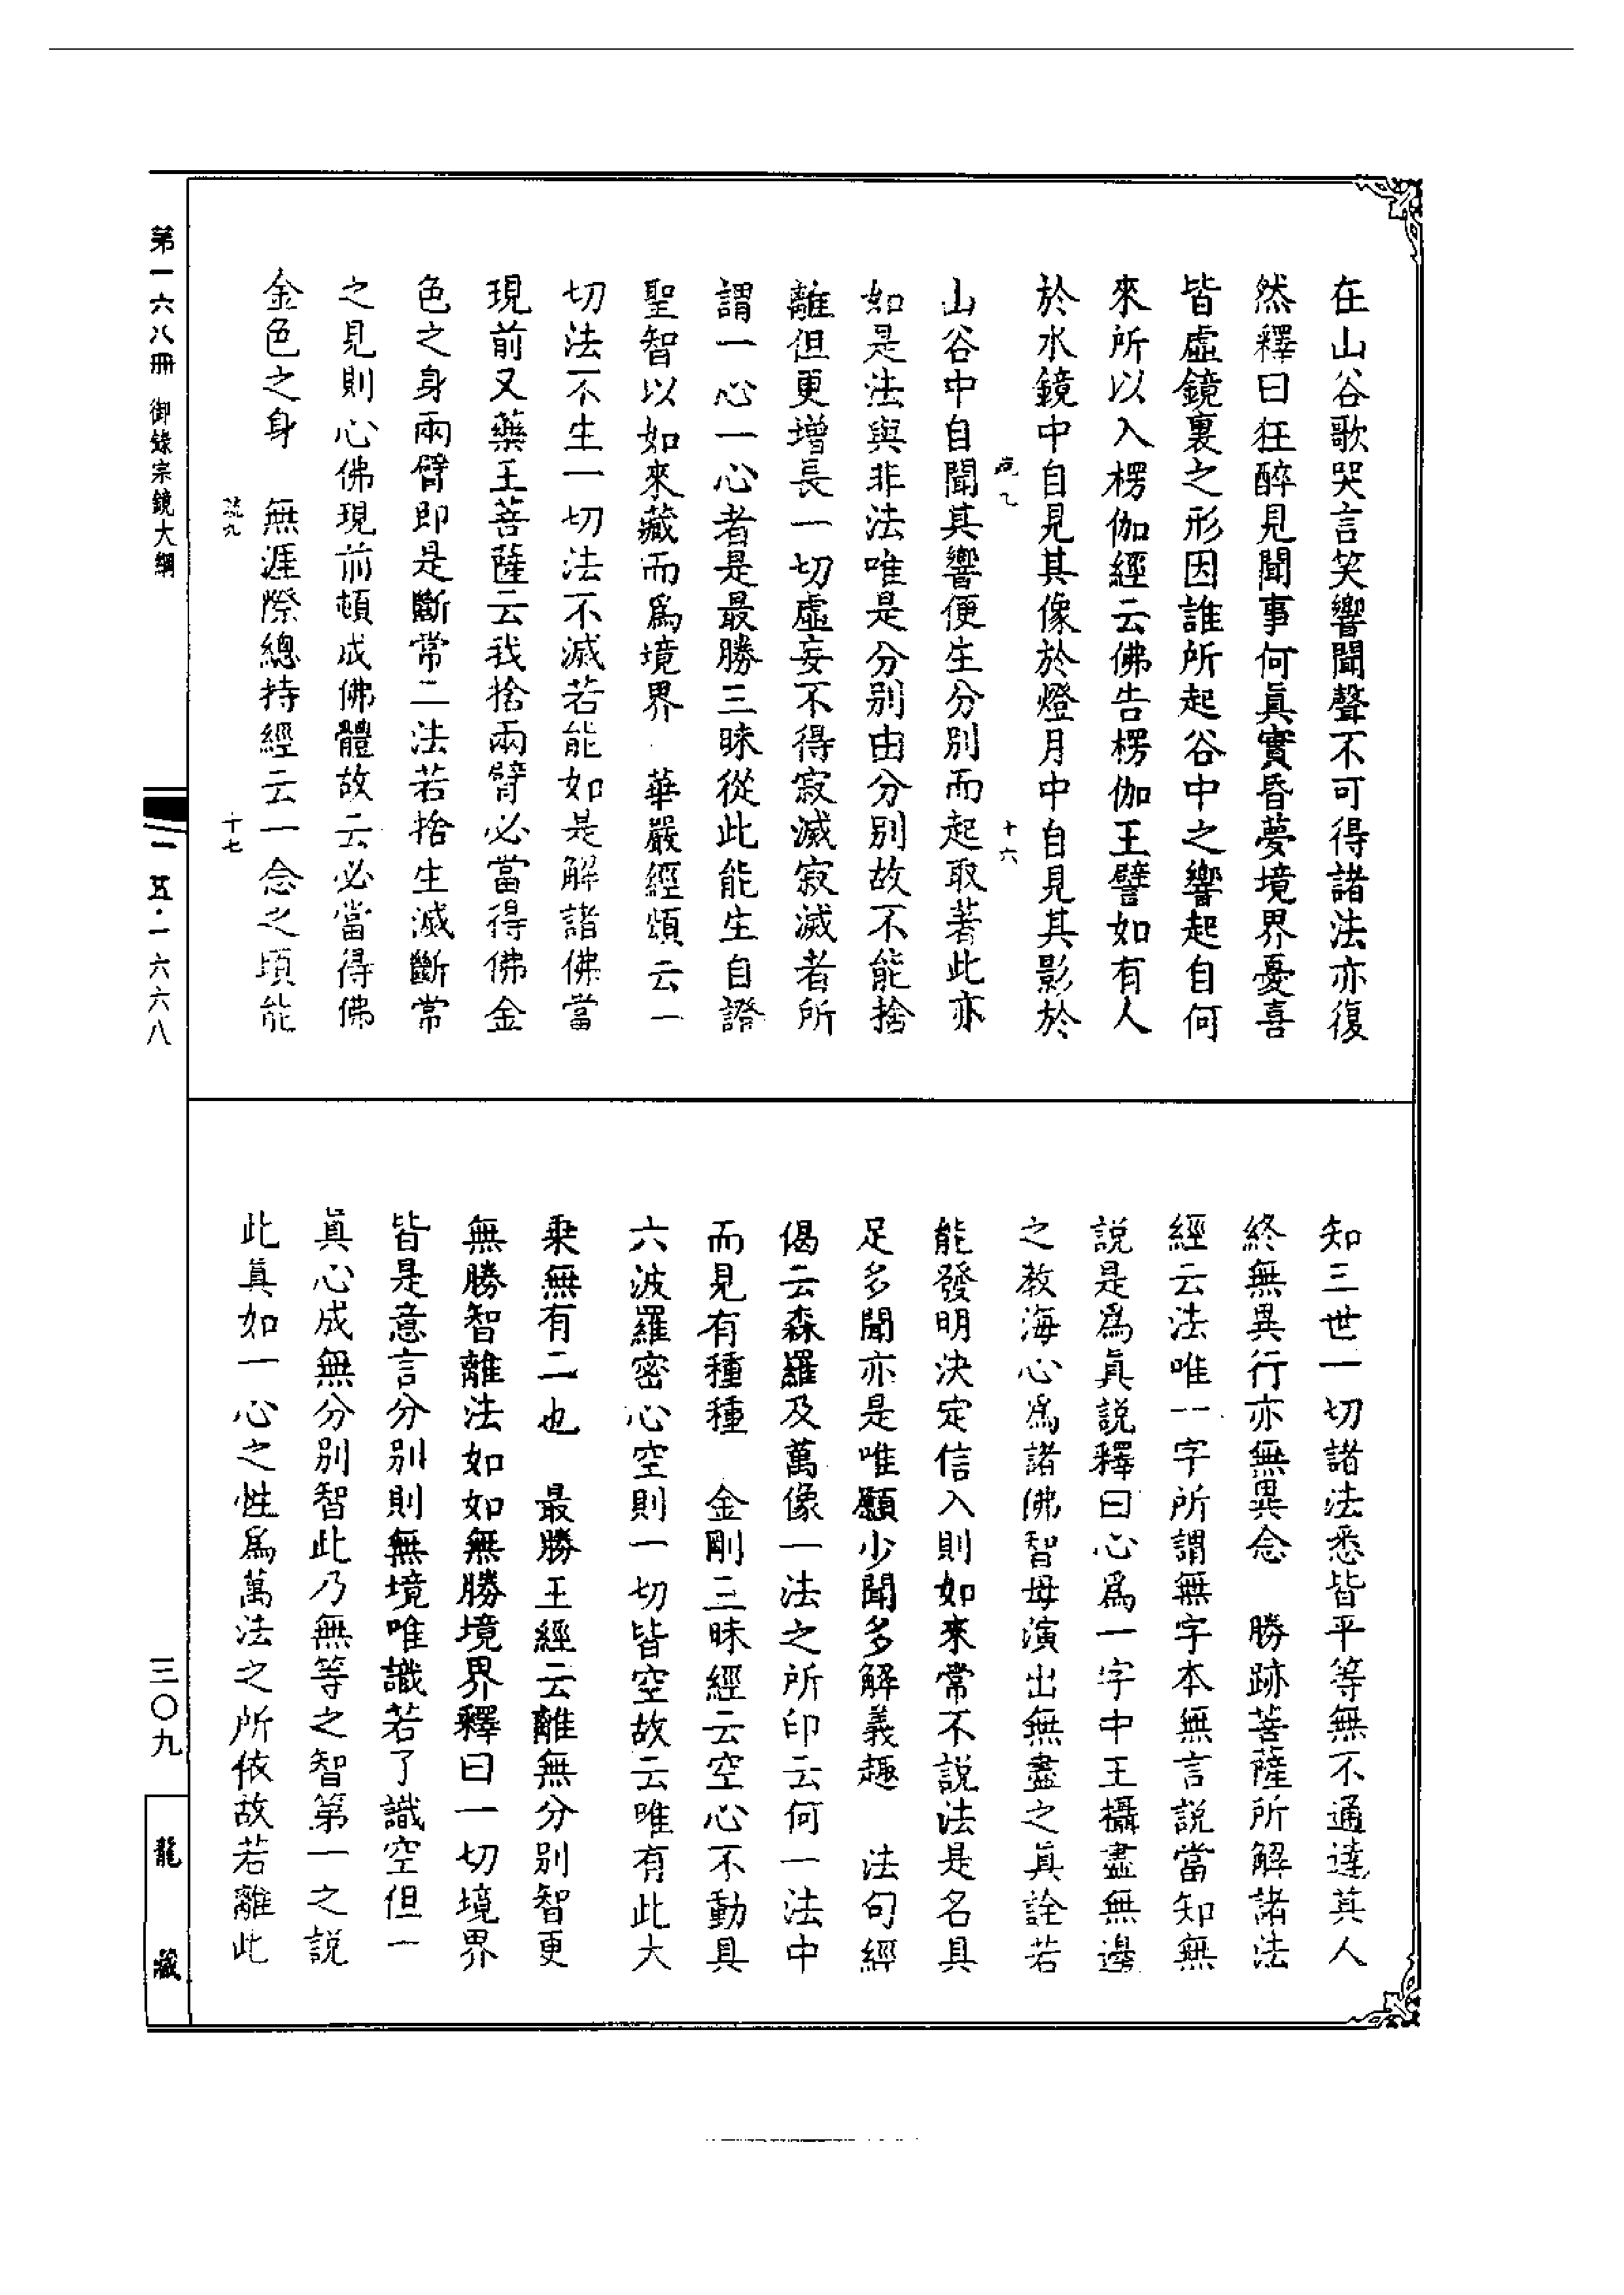 在山谷歌哭言笑響聞聲不可得諸法亦復
然釋曰狂醉見聞事何眞實昏夢境界憂喜
皆虛鏡裏之形因誰所起谷中之響起自何
來所以入楞伽經云佛告楞伽王譬如有人
於水鏡中自見其像於燈月中自見其影於
十六
山谷中自聞其響便生分別而起取著此亦
如是法與非法唯是分別由分別故不能捨
離但更增長一切虛妄不得寂滅寂滅者所
謂一心一心者是最勝三昧從此能生自證
聖智以如來藏而爲境界 華嚴經頌云一
切法不生一切法不滅若能如是解諸佛當
現前又藥王菩薩云我捨兩臂必當得佛金
色之身兩臂即是斷常二法若捨生滅斷常
之見則心佛現前頓成佛體故云必當得佛
金色之身 無涯際總持經云一念之頃能
十七
知三世一切諸法悉皆平等無不通達其人
終無異行亦無異念 勝跡菩薩所解諸法
經云法唯一字所謂無字本無言說當知無
說是爲眞說釋曰心爲一字中王攝盡無邊
之教海心爲諸佛智母演出無盡之眞詮若
能發明決定信入則如來常不說法是名具
足多聞亦是唯願少聞多解義趣 法句經
偈云森羅及萬像一法之所印云何一法中
而見有種種 金剛三昧經云空心不動具
六波羅密心空則一切皆空故云唯有此大
乘無有二也 最勝王經云離無分別智更
無勝智離法如如無勝境界釋曰一切境界
皆是意言分別則無境唯識若了識空但一
眞心成無分別智此乃無等之智第一之說
此眞如一心之性爲萬法之所依故若離此
第一六八冊 御錄宗鏡大綱
一五·一六六八
三〇九
龍藏